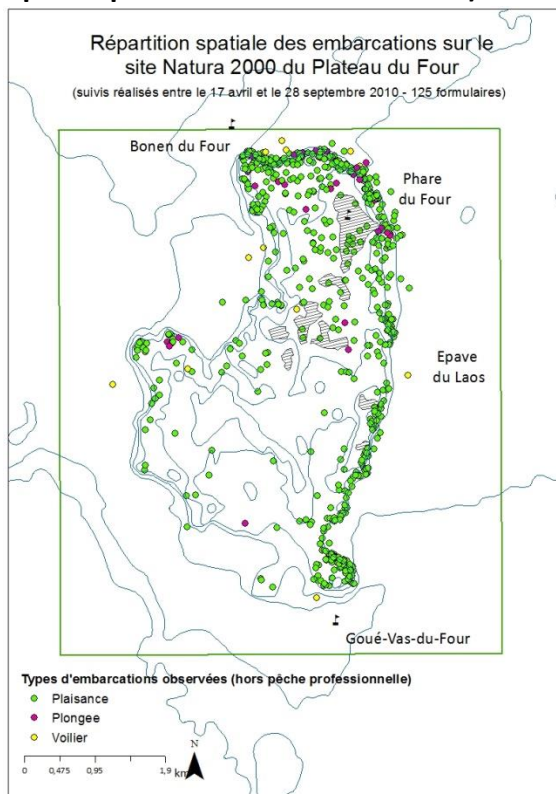 Répartition spatiale des embarcations sur le
site Natura 2000 du Plateau du Four
(suivis réalisés entre le 17 avril et le 28 septembre 2010 - 125 formulaires)
Bonen du Four
Phare
du Four
Epave
du Laos
Goué-Vas-du-Four
Types d'embarcations observées (hors pêche professionnelle)
Plaisance
Plongee
Voilier
N
0 0,475 0,95 1,9
km